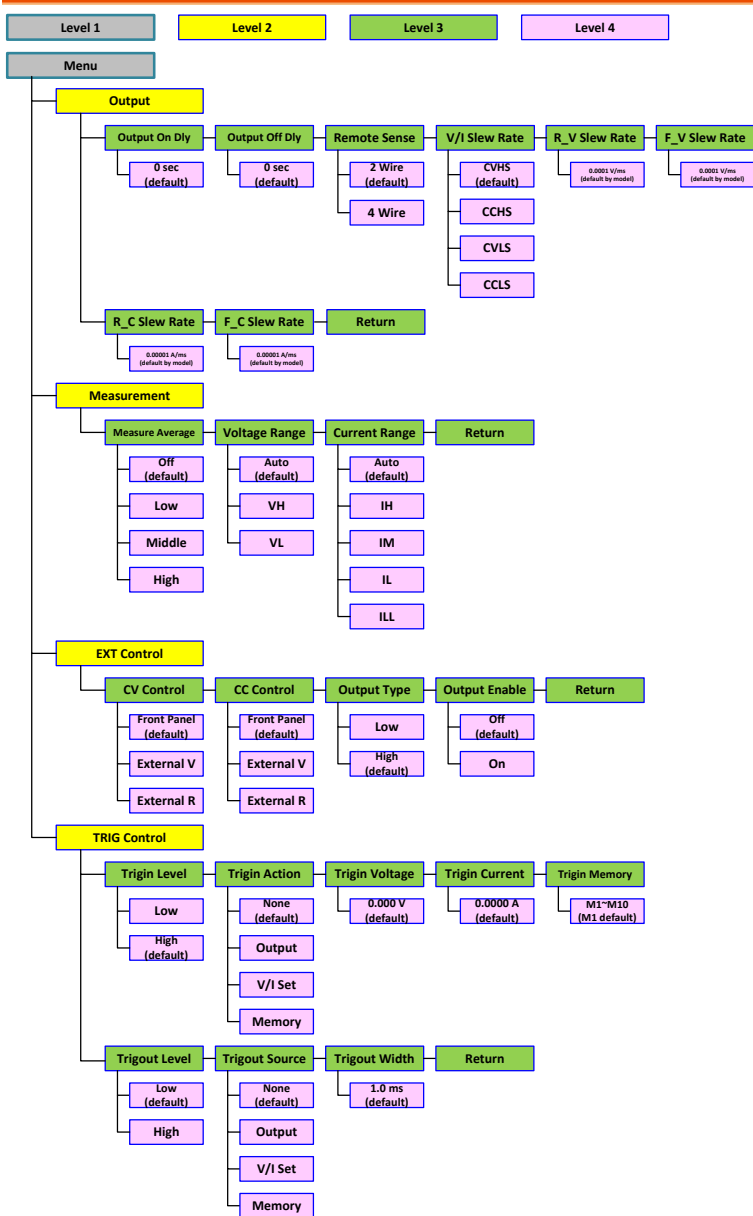 Level 1
Level 2
Level 3
Level 4
Menu
Output
Output On Dly
Output Off Dly
Remote Sense
V/I Slew Rate
R_V Slew Rate
F_V Slew Rate
0 sec
(default)
0 sec
(default)
2 Wire
(default)
CVHS
(default)
0.0001 V/ms
(default by model)
0.0001 V/ms
(default by model)
4 Wire
CCHS
CVLS
CCLS
R_C Slew Rate
F_C Slew Rate
Return
0.00001 A/ms
(default by model)
0.00001 A/ms
(default by model)
Measurement
Measure Average
Voltage Range
Current Range
Return
Off
(default)
Auto
(default)
Auto
(default)
Low
VH
IH
Middle
VL
IM
High
IL
ILL
EXT Control
CV Control
CC Control
Output Type
Output Enable
Return
Front Panel
(default)
Front Panel
(default)
Low
Off
(default)
External V
External V
High
(default)
On
External R
External R
TRIG Control
Trigin Level
Trigin Action
Trigin Voltage
Trigin Current
Trigin Memory
Low
None
(default)
0.000 V
(default)
0.0000 A
(default)
M1~M10
(M1 default)
High
(default)
Output
V/I Set
Memory
Trigout Level
Trigout Source
Trigout Width
Return
Low
(default)
None
(default)
1.0 ms
(default)
High
Output
V/I Set
Memory